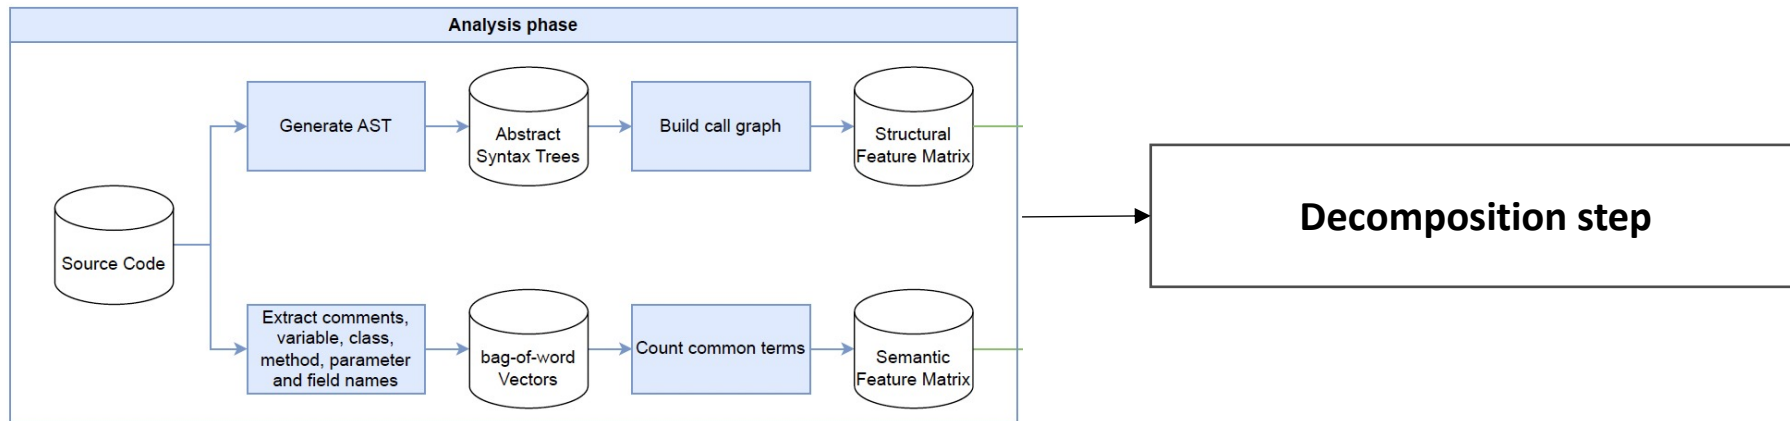 Analysis phase
Generate AST
Abstract
Syntax Trees
Build call graph
Structural
Feature Matrix
Source Code
Decomposition step
Extract comments,
variable, class,
method, parameter
and field names
bag-of-word
Vectors
Count common terms
Semantic
Feature Matrix